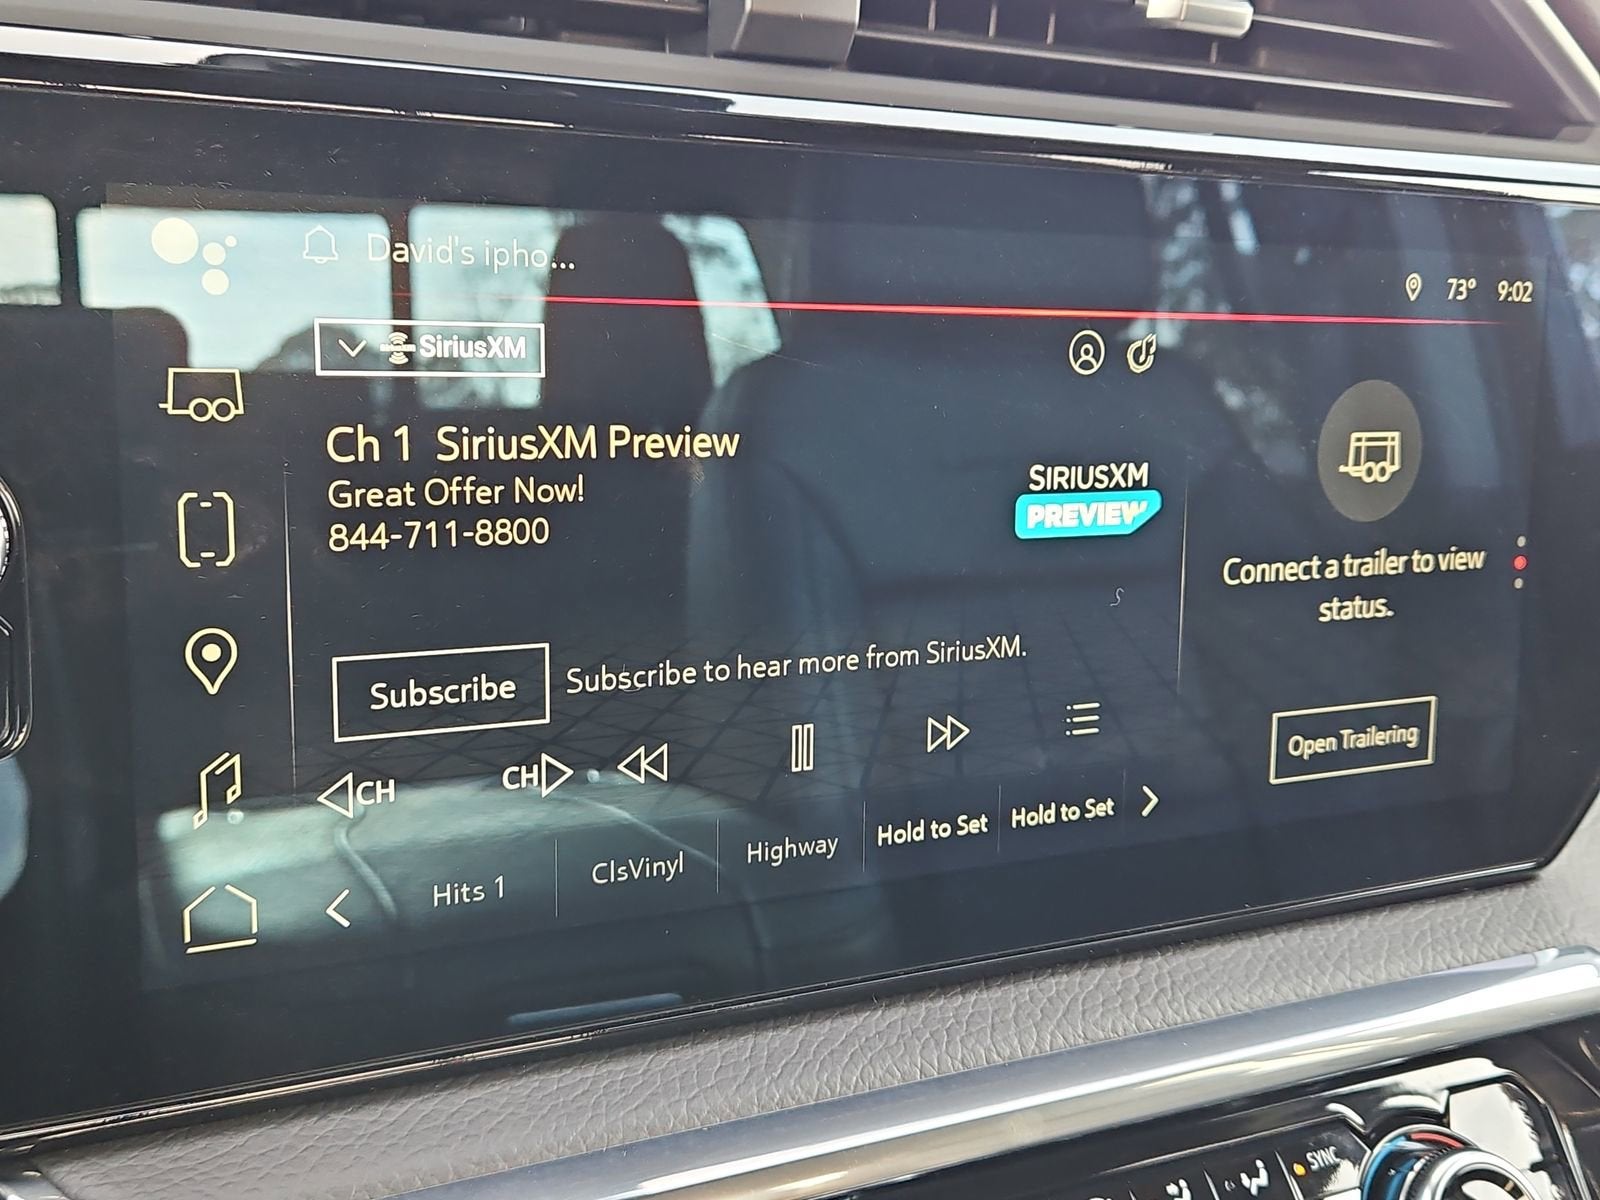 David's ipho...
73° 9:02
SiriusXM
Ch 1 SiriusXM Preview
Great Offer Now!
844-711-8800
SIRIUSXM
PREVIEW
Connect a trailer to view
status.
Subscribe
Subscribe to hear more from SiriusXM.
Open Trailering
CH
CH
Hits 1
ClsVinyl
Highway
Hold to Set
Hold to Set
SYNC